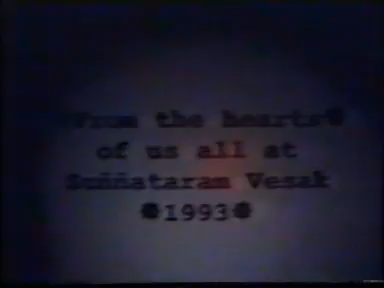 From the hearts
of us all at
Suññataram Vesak
1993